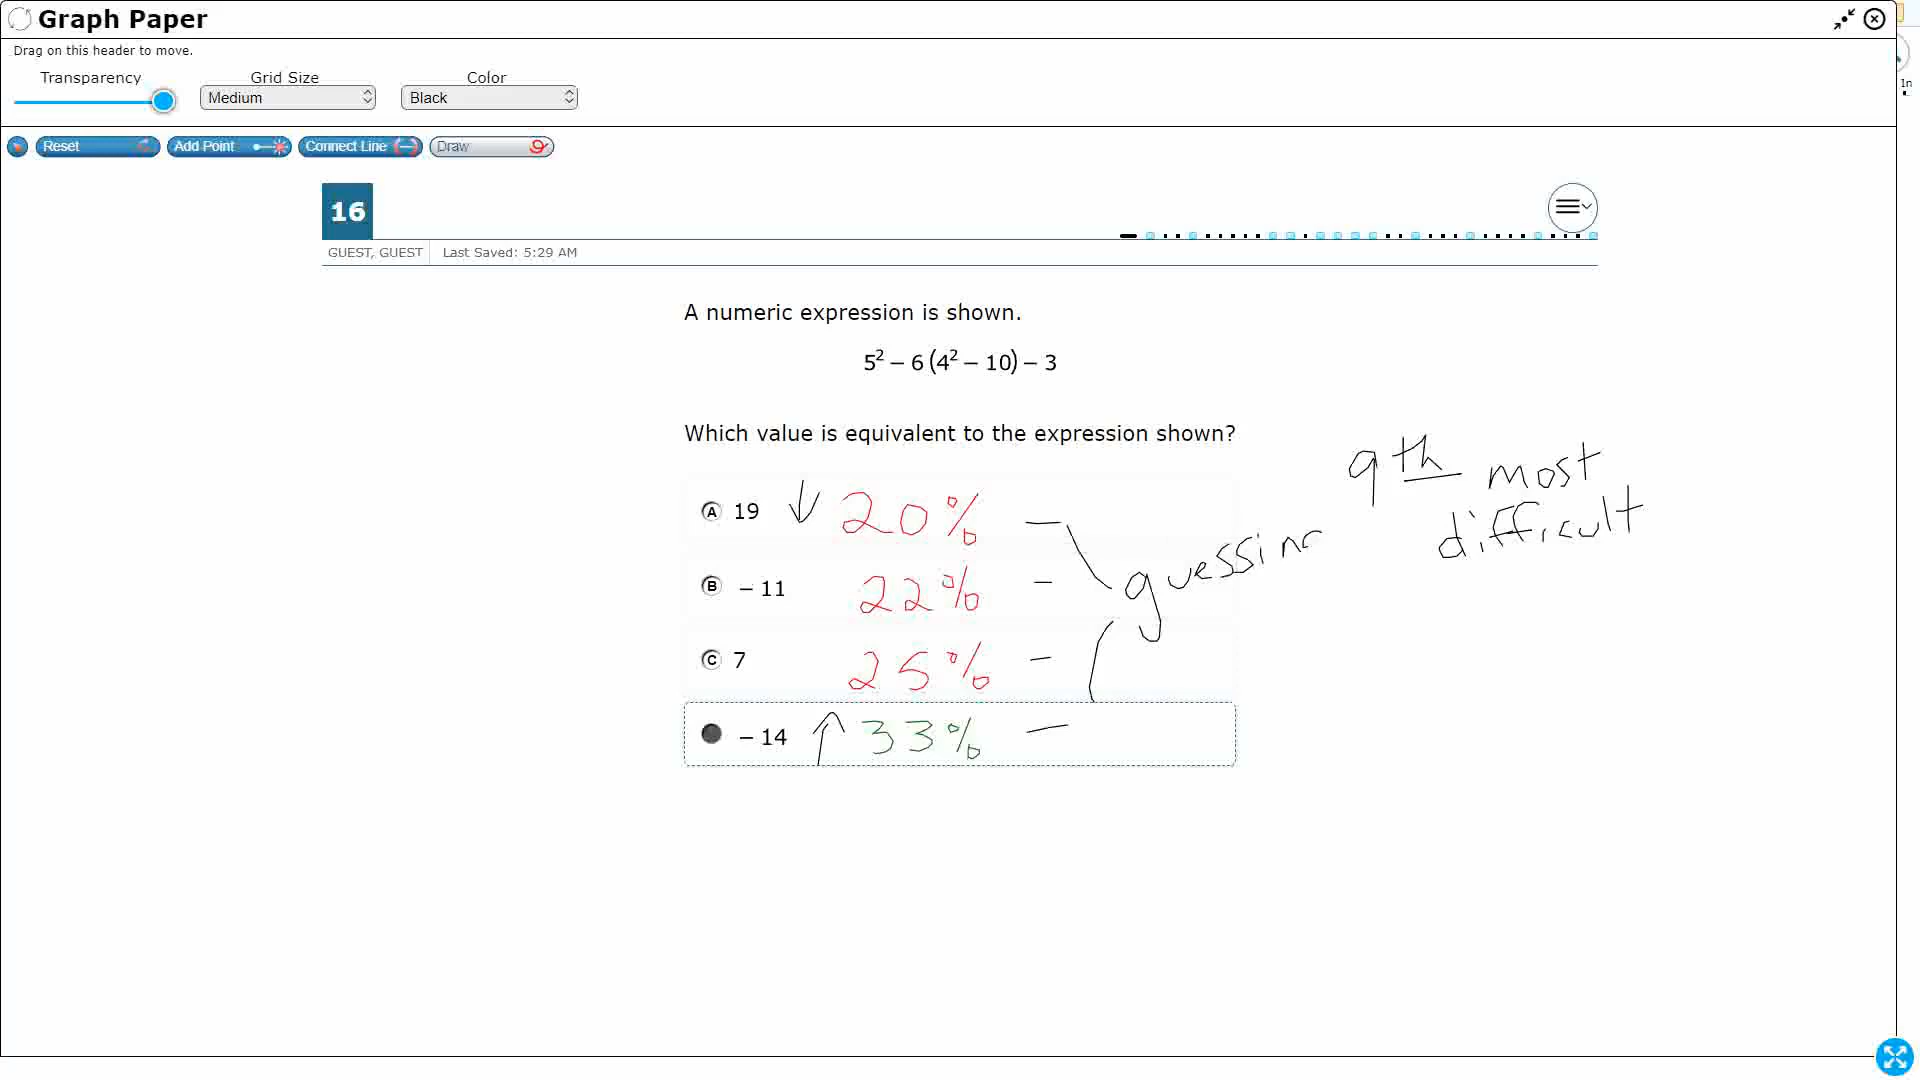 Graph Paper
Drag on this header to move.
Transparency Grid Size Color
Medium Black
Reset Add Point Connect Line Draw
16
GUEST, GUEST Last Saved: 5:29 AM
A numeric expression is shown.
5² − 6(4² − 10) − 3
Which value is equivalent to the expression shown?
9th most
difficult
A 19 20%
guessing
B − 11 22%
C 7 25%
− 14 33%
In